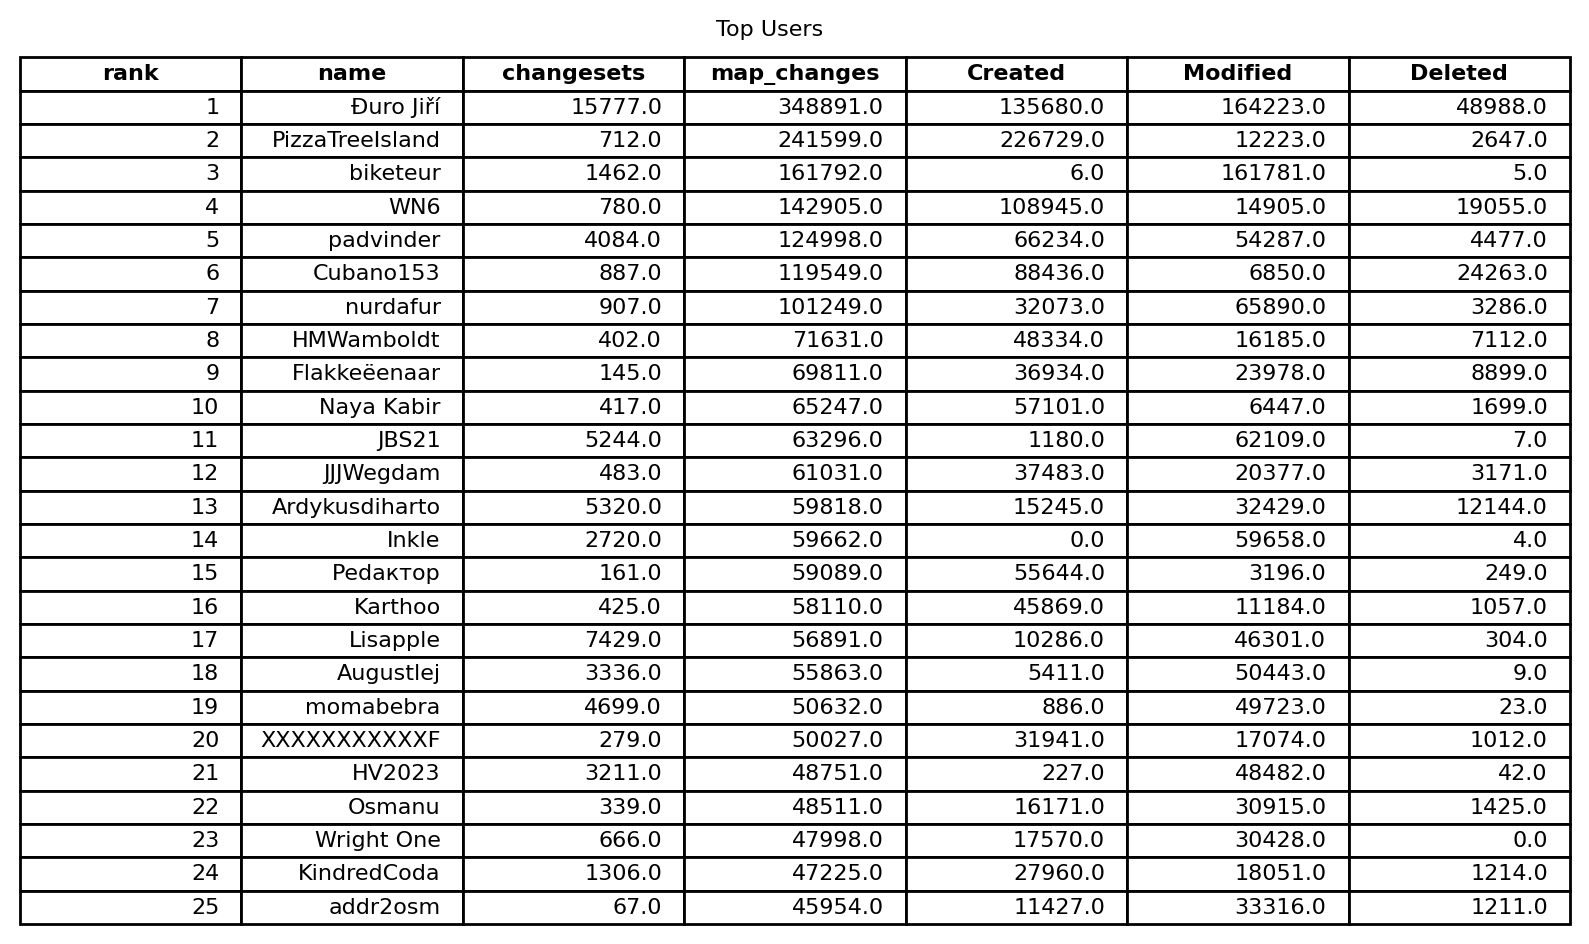 Top Users
rank name changesets map_changes Created Modified Deleted
1 Đuro Jiří 15777.0 348891.0 135680.0 164223.0 48988.0
2 PizzaTreeIsland 712.0 241599.0 226729.0 12223.0 2647.0
3 biketeur 1462.0 161792.0 6.0 161781.0 5.0
4 WN6 780.0 142905.0 108945.0 14905.0 19055.0
5 padvinder 4084.0 124998.0 66234.0 54287.0 4477.0
6 Cubano153 887.0 119549.0 88436.0 6850.0 24263.0
7 nurdafur 907.0 101249.0 32073.0 65890.0 3286.0
8 HMWamboldt 402.0 71631.0 48334.0 16185.0 7112.0
9 Flakkeëenaar 145.0 69811.0 36934.0 23978.0 8899.0
10 Naya Kabir 417.0 65247.0 57101.0 6447.0 1699.0
11 JBS21 5244.0 63296.0 1180.0 62109.0 7.0
12 JJJWegdam 483.0 61031.0 37483.0 20377.0 3171.0
13 Ardykusdiharto 5320.0 59818.0 15245.0 32429.0 12144.0
14 Inkle 2720.0 59662.0 0.0 59658.0 4.0
15 Pedактор 161.0 59089.0 55644.0 3196.0 249.0
16 Karthoo 425.0 58110.0 45869.0 11184.0 1057.0
17 Lisapple 7429.0 56891.0 10286.0 46301.0 304.0
18 Augustlej 3336.0 55863.0 5411.0 50443.0 9.0
19 momabebra 4699.0 50632.0 886.0 49723.0 23.0
20 XXXXXXXXXXXF 279.0 50027.0 31941.0 17074.0 1012.0
21 HV2023 3211.0 48751.0 227.0 48482.0 42.0
22 Osmanu 339.0 48511.0 16171.0 30915.0 1425.0
23 Wright One 666.0 47998.0 17570.0 30428.0 0.0
24 KindredCoda 1306.0 47225.0 27960.0 18051.0 1214.0
25 addr2osm 67.0 45954.0 11427.0 33316.0 1211.0